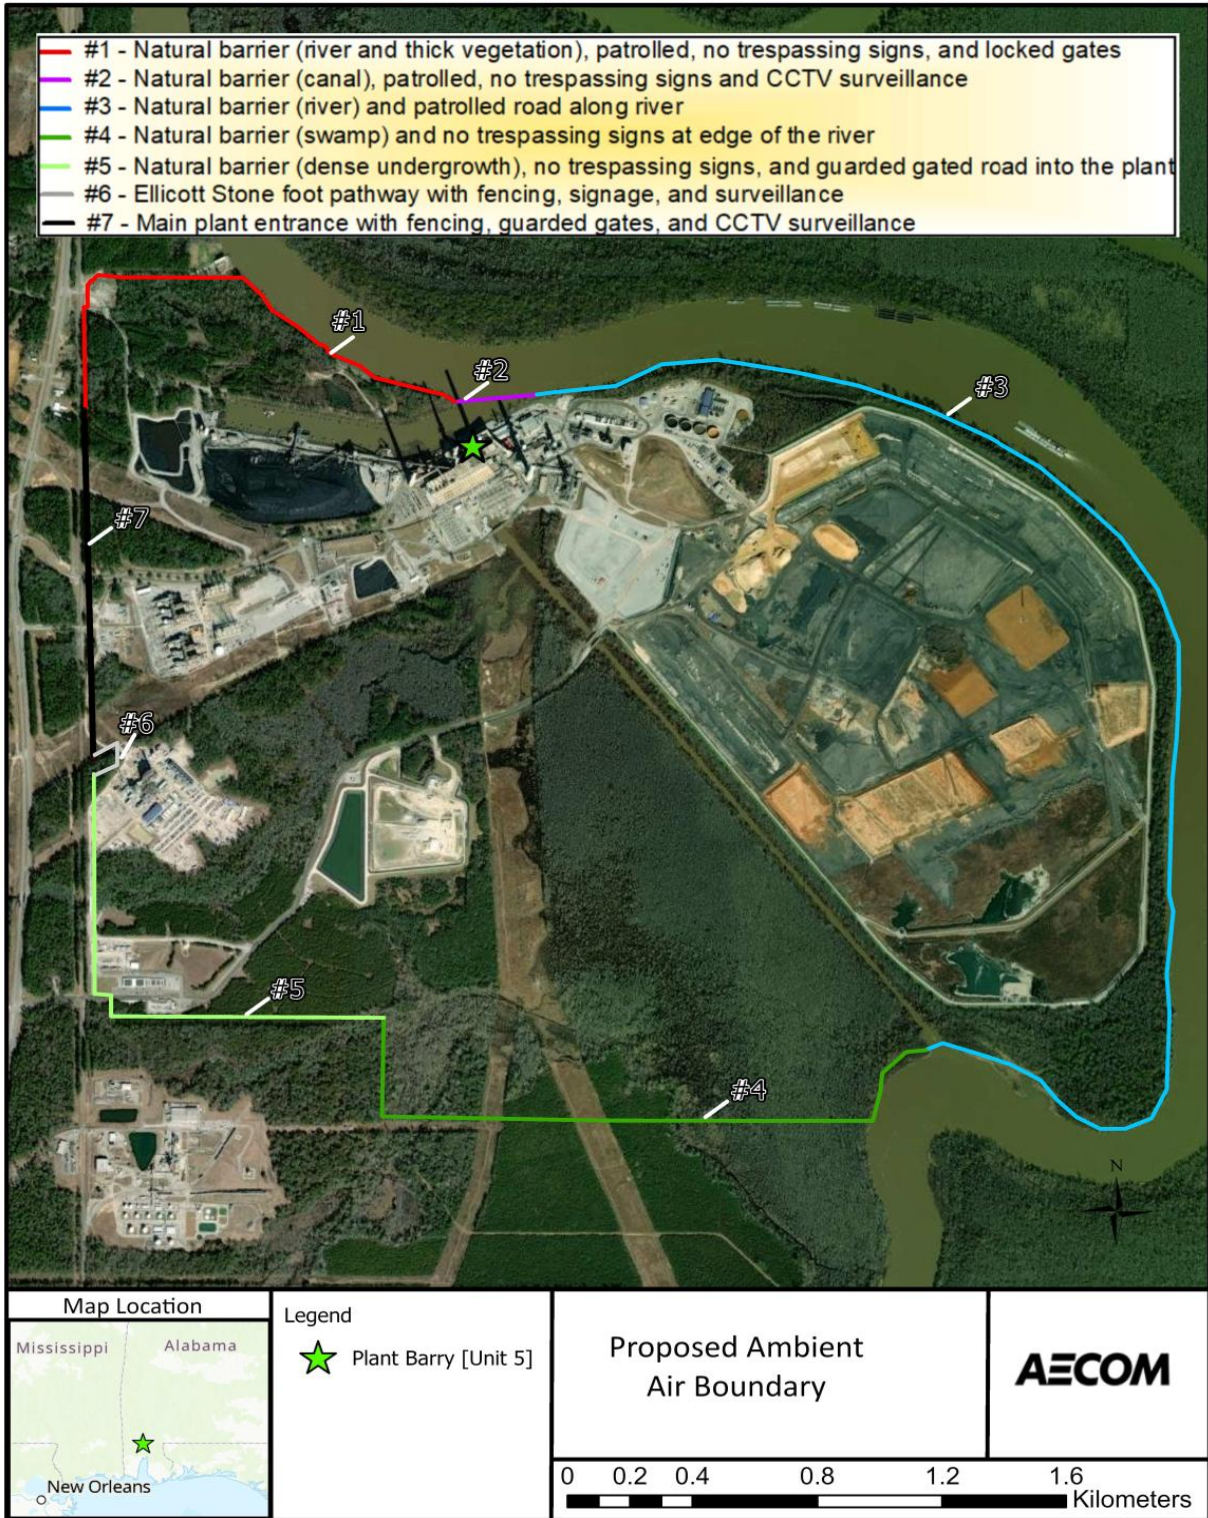 #1 - Natural barrier (river and thick vegetation), patrolled, no trespassing signs, and locked gates
#2 - Natural barrier (canal), patrolled, no trespassing signs and CCTV surveillance
#3 - Natural barrier (river) and patrolled road along river
#4 - Natural barrier (swamp) and no trespassing signs at edge of the river
#5 - Natural barrier (dense undergrowth), no trespassing signs, and guarded gated road into the plant
#6 - Ellicott Stone foot pathway with fencing, signage, and surveillance
#7 - Main plant entrance with fencing, guarded gates, and CCTV surveillance
#1
#2
#3
#7
#6
#5
#4
N
Map Location
Mississippi
Alabama
New Orleans
Legend
Plant Barry [Unit 5]
Proposed Ambient
Air Boundary
AECOM
0 0.2 0.4 0.8 1.2 1.6
Kilometers